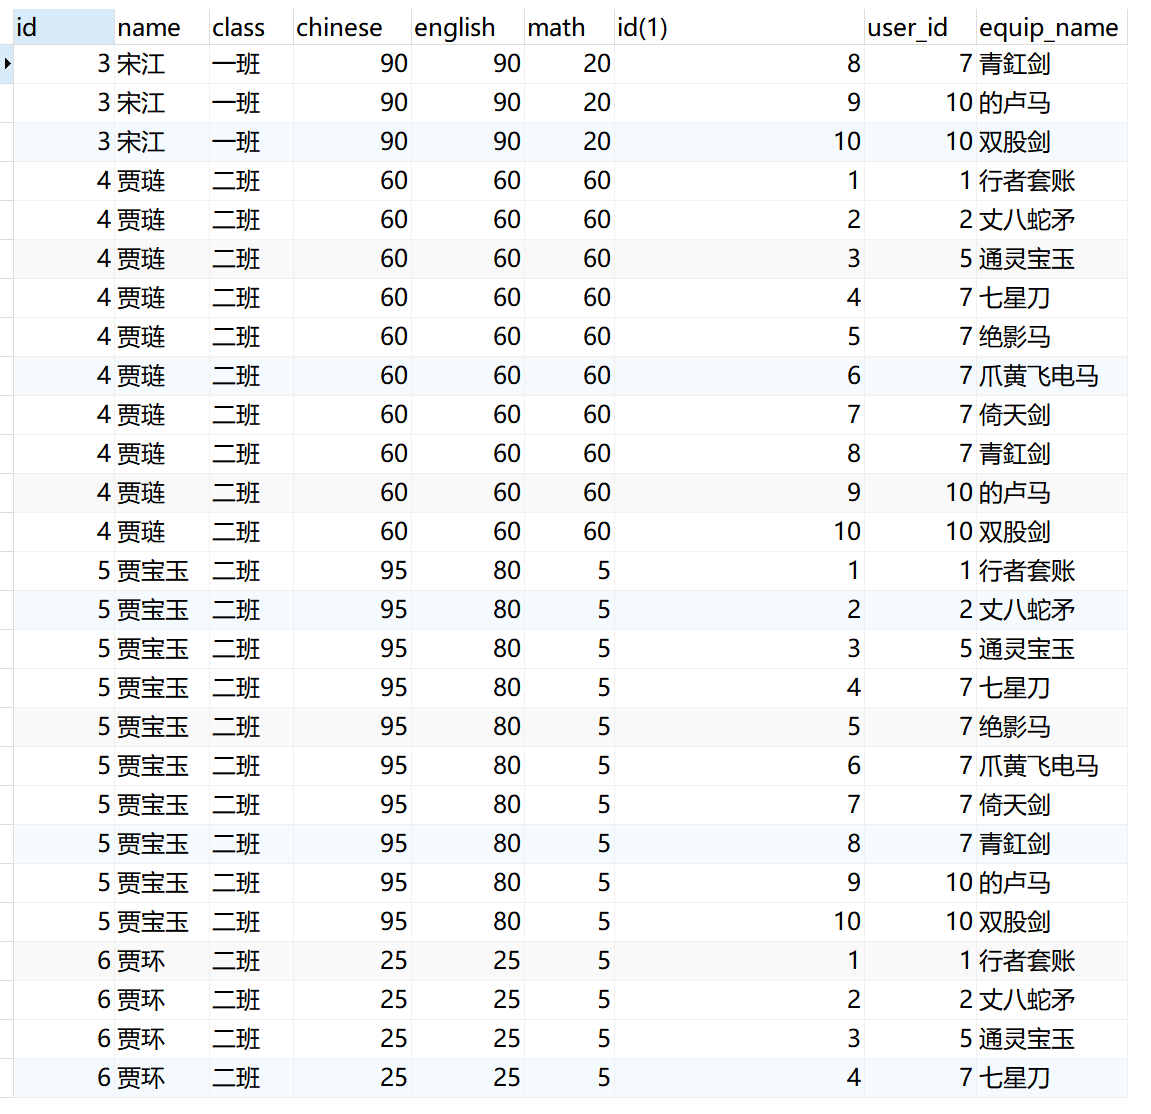 id name class chinese english math id(1) user_id equip_name
3 宋江 一班 90 90 20 8 7 青釭剑
3 宋江 一班 90 90 20 9 10 的卢马
3 宋江 一班 90 90 20 10 10 双股剑
4 贾琏 二班 60 60 60 1 1 行者套账
4 贾琏 二班 60 60 60 2 2 丈八蛇矛
4 贾琏 二班 60 60 60 3 5 通灵宝玉
4 贾琏 二班 60 60 60 4 7 七星刀
4 贾琏 二班 60 60 60 5 7 绝影马
4 贾琏 二班 60 60 60 6 7 爪黄飞电马
4 贾琏 二班 60 60 60 7 7 倚天剑
4 贾琏 二班 60 60 60 8 7 青釭剑
4 贾琏 二班 60 60 60 9 10 的卢马
4 贾琏 二班 60 60 60 10 10 双股剑
5 贾宝玉 二班 95 80 5 1 1 行者套账
5 贾宝玉 二班 95 80 5 2 2 丈八蛇矛
5 贾宝玉 二班 95 80 5 3 5 通灵宝玉
5 贾宝玉 二班 95 80 5 4 7 七星刀
5 贾宝玉 二班 95 80 5 5 7 绝影马
5 贾宝玉 二班 95 80 5 6 7 爪黄飞电马
5 贾宝玉 二班 95 80 5 7 7 倚天剑
5 贾宝玉 二班 95 80 5 8 7 青釭剑
5 贾宝玉 二班 95 80 5 9 10 的卢马
5 贾宝玉 二班 95 80 5 10 10 双股剑
6 贾环 二班 25 25 5 1 1 行者套账
6 贾环 二班 25 25 5 2 2 丈八蛇矛
6 贾环 二班 25 25 5 3 5 通灵宝玉
6 贾环 二班 25 25 5 4 7 七星刀